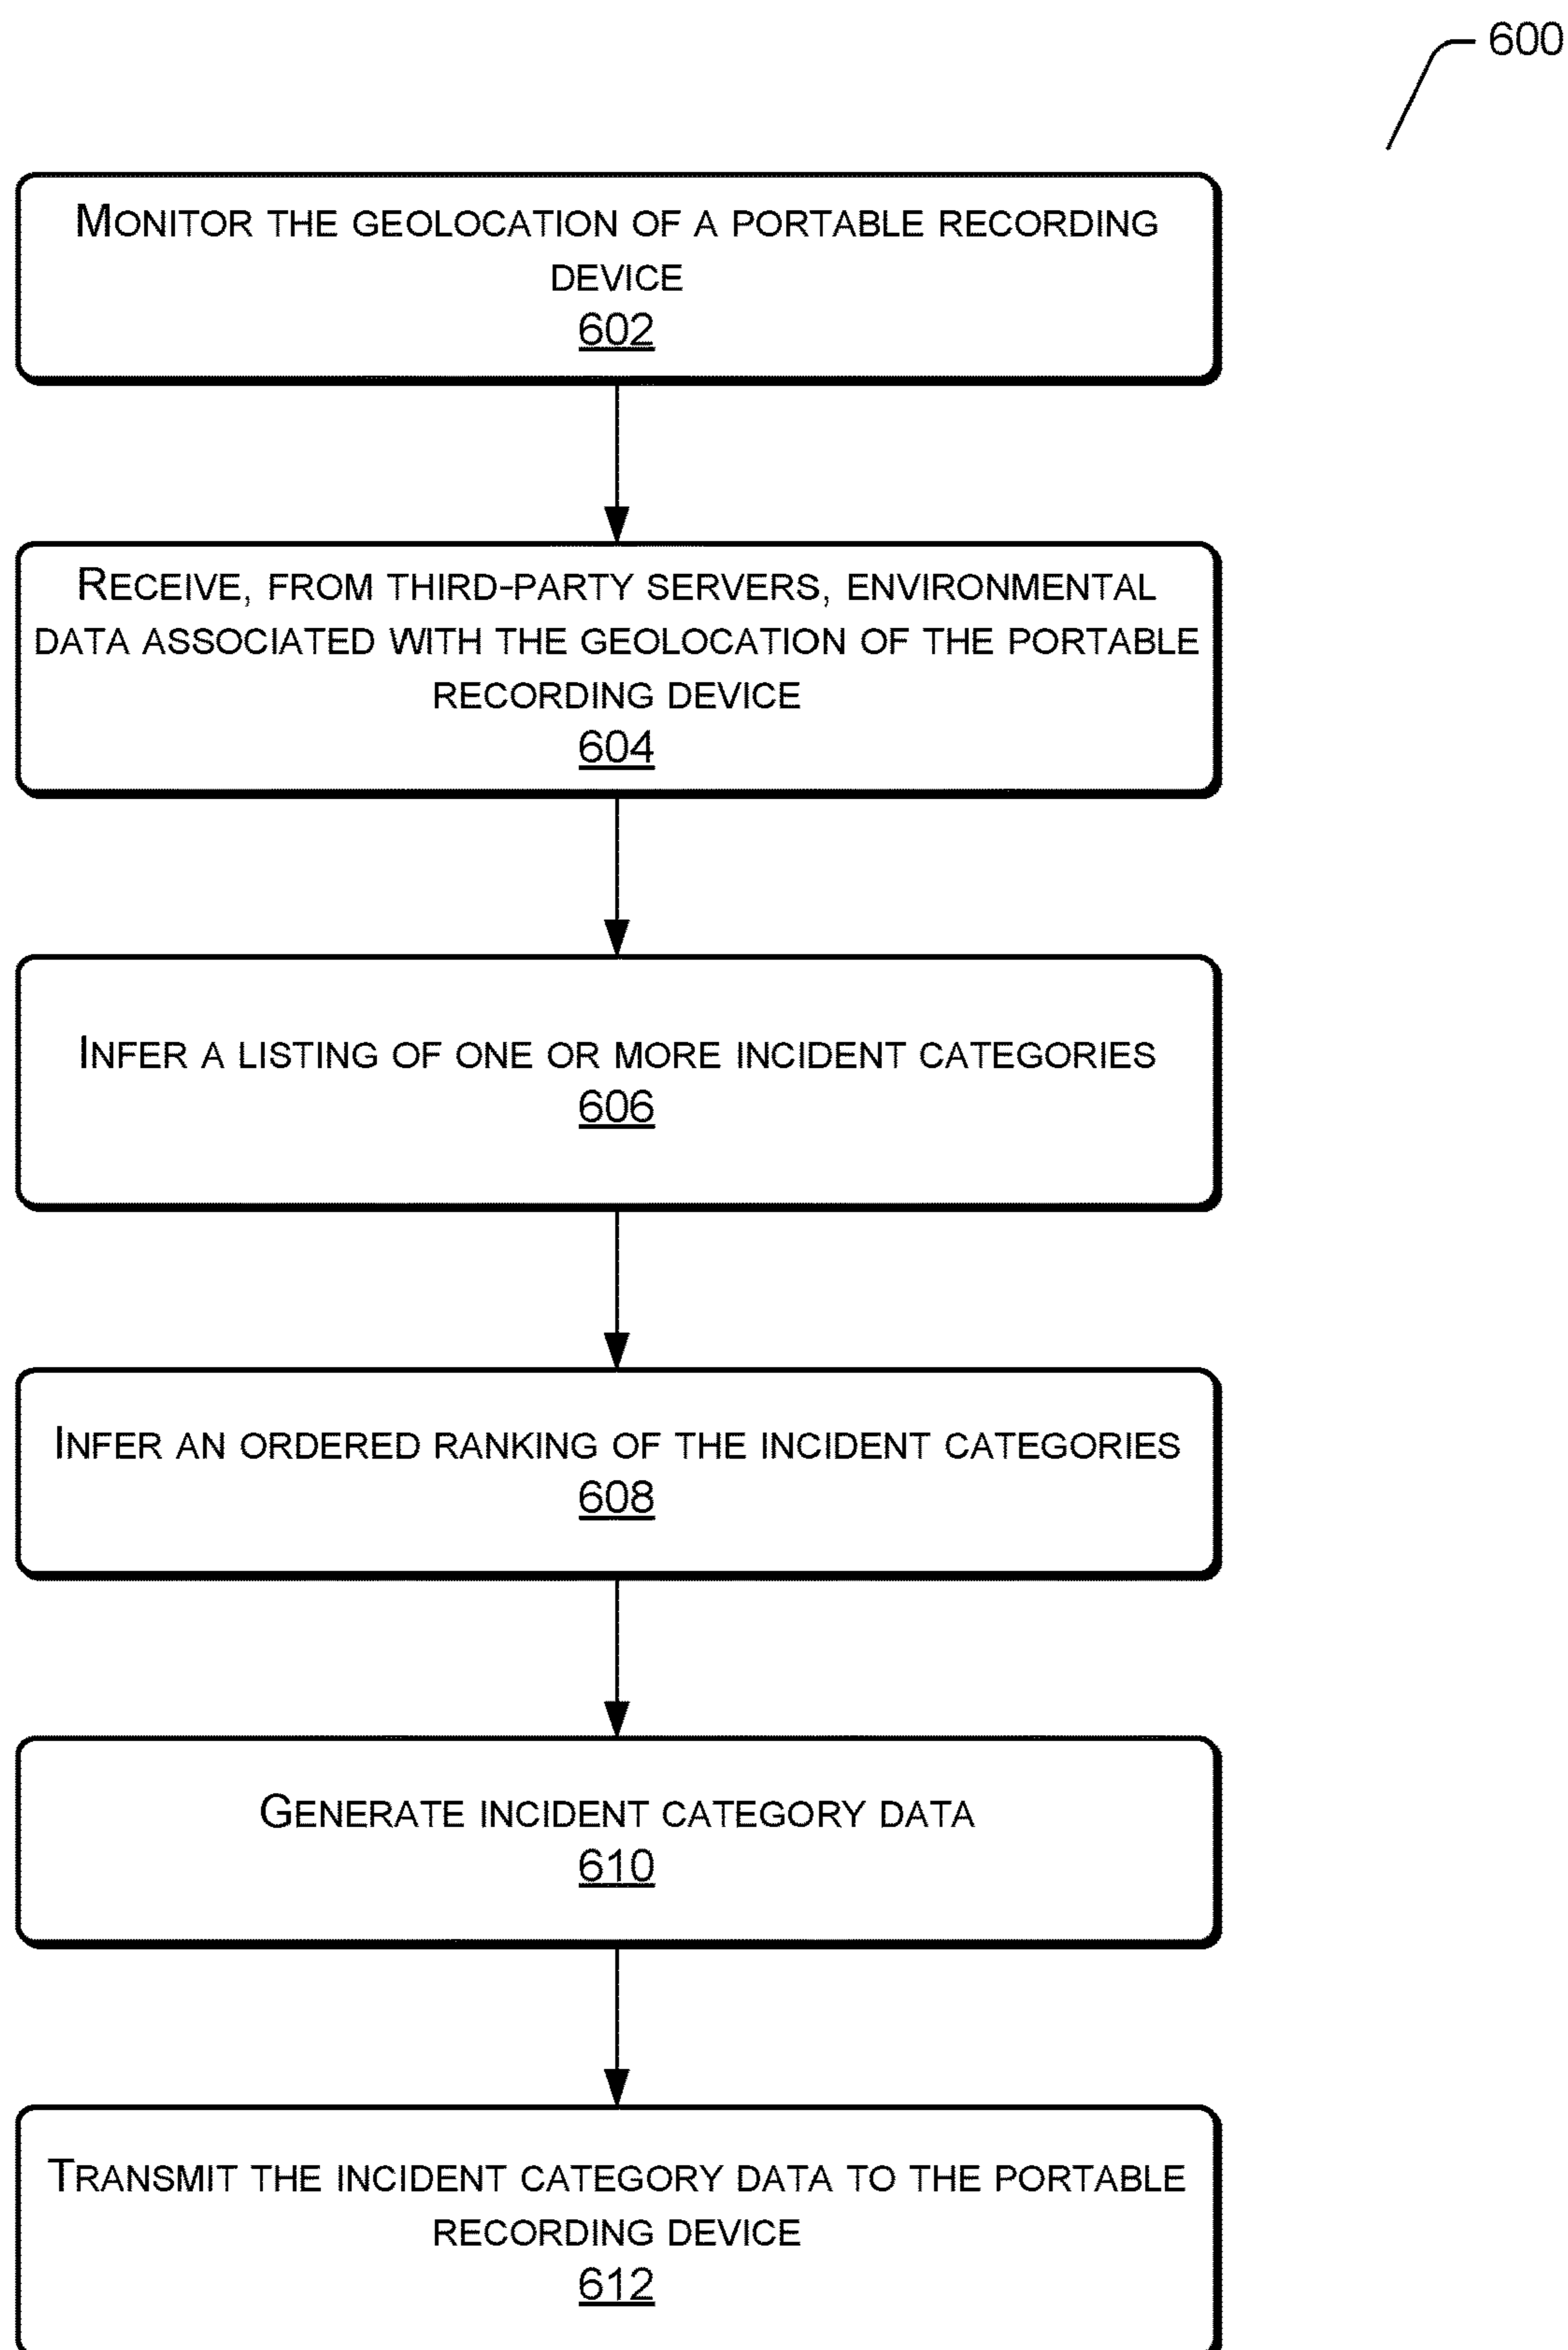 600
MONITOR THE GEOLOCATION OF A PORTABLE RECORDING
DEVICE
602
RECEIVE, FROM THIRD-PARTY SERVERS, ENVIRONMENTAL
DATA ASSOCIATED WITH THE GEOLOCATION OF THE PORTABLE
RECORDING DEVICE
604
INFER A LISTING OF ONE OR MORE INCIDENT CATEGORIES
606
INFER AN ORDERED RANKING OF THE INCIDENT CATEGORIES
608
GENERATE INCIDENT CATEGORY DATA
610
TRANSMIT THE INCIDENT CATEGORY DATA TO THE PORTABLE
RECORDING DEVICE
612